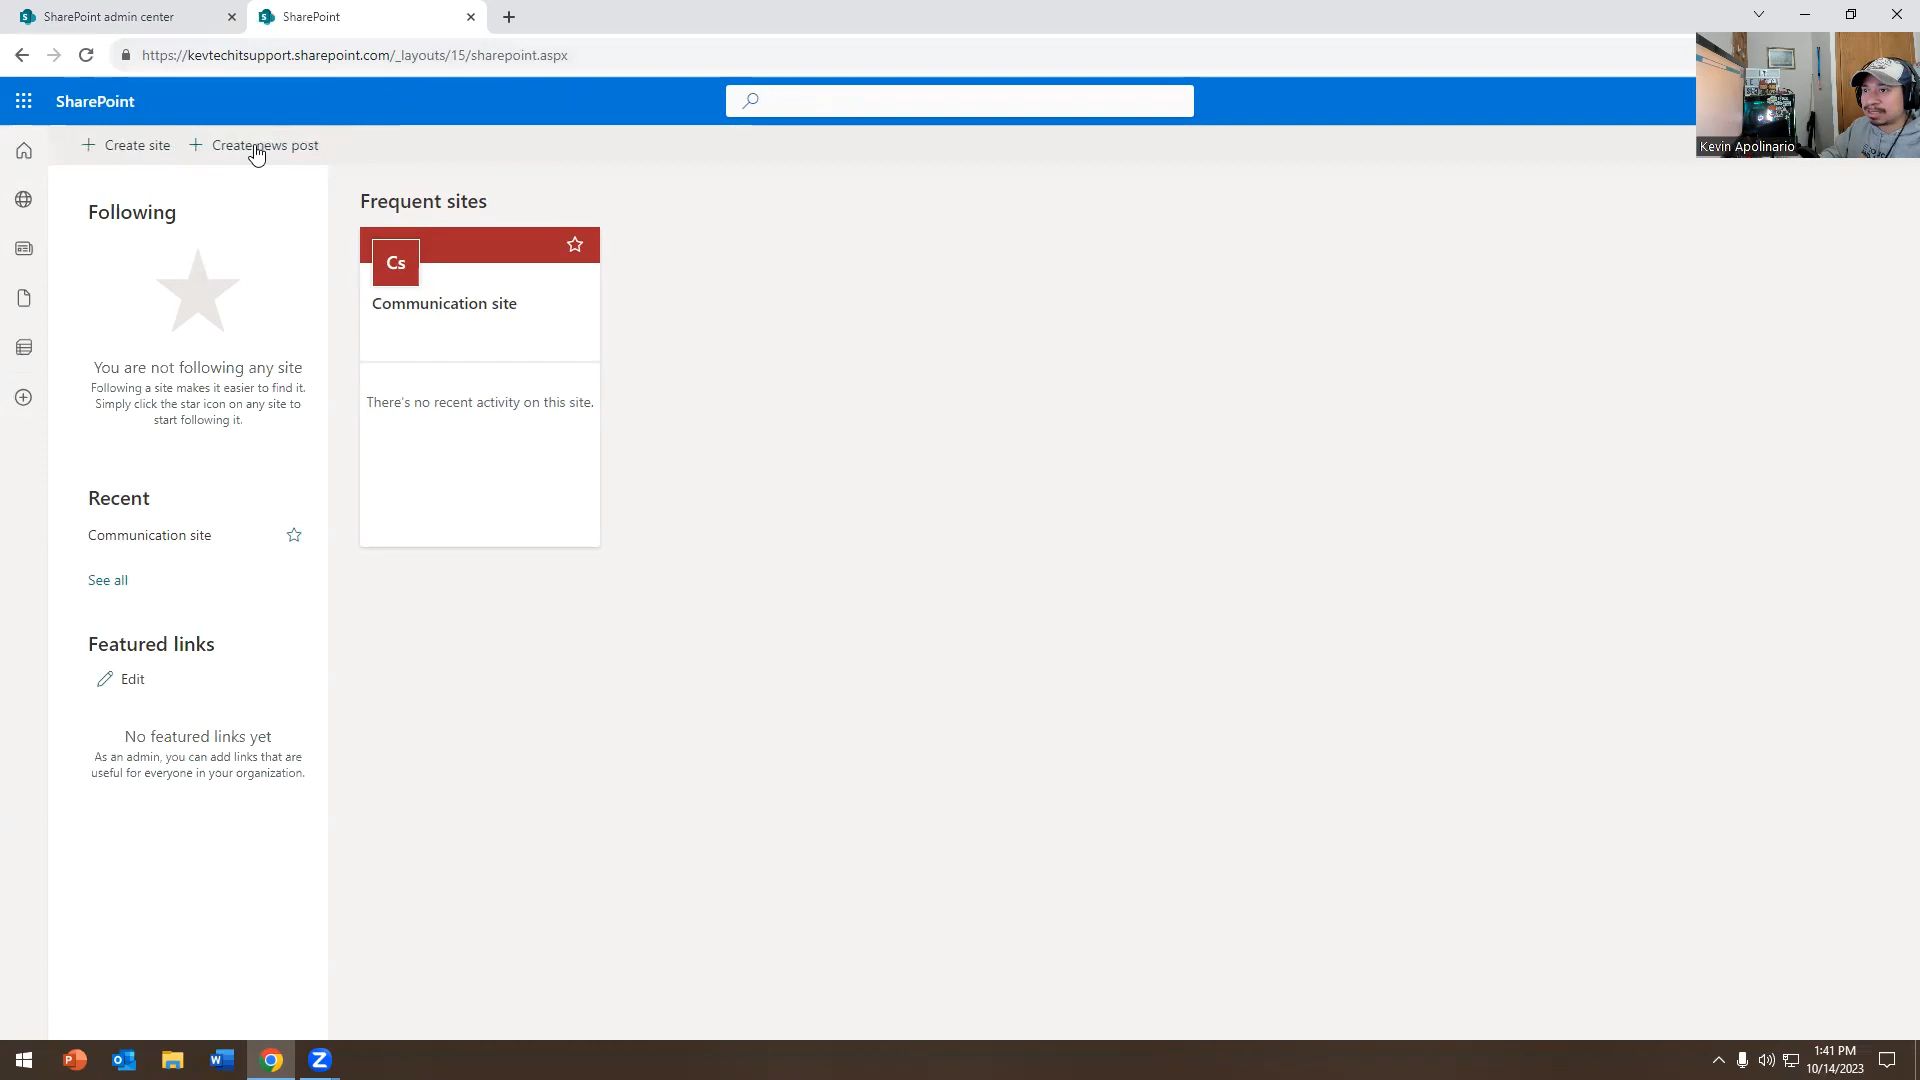 SharePoint admin center
SharePoint
https://kevtechitsupport.sharepoint.com/_layouts/15/sharepoint.aspx
SharePoint
Kevin Apolinario
Create site
Create news post
Following
You are not following any site
Following a site makes it easier to find it.
Simply click the star icon on any site to
start following it.
Recent
Communication site
See all
Featured links
Edit
No featured links yet
As an admin, you can add links that are
useful for everyone in your organization.
Frequent sites
Cs
Communication site
There's no recent activity on this site.
1:41 PM
10/14/2023